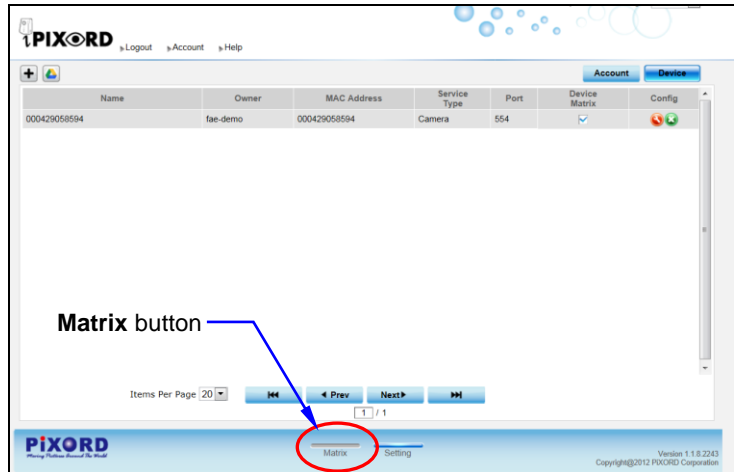 iPIXORD
Logout Account Help
Account Device
Name Owner MAC Address Service Type Port Device Matrix Config
000429058594 fae-demo 000429058594 Camera 554
Matrix button
Items Per Page 20 Prev Next
1 / 1
PiXORD
Matrix Setting
Version 1.1.8.2243
Copyright@2012 PIXORD Corporation